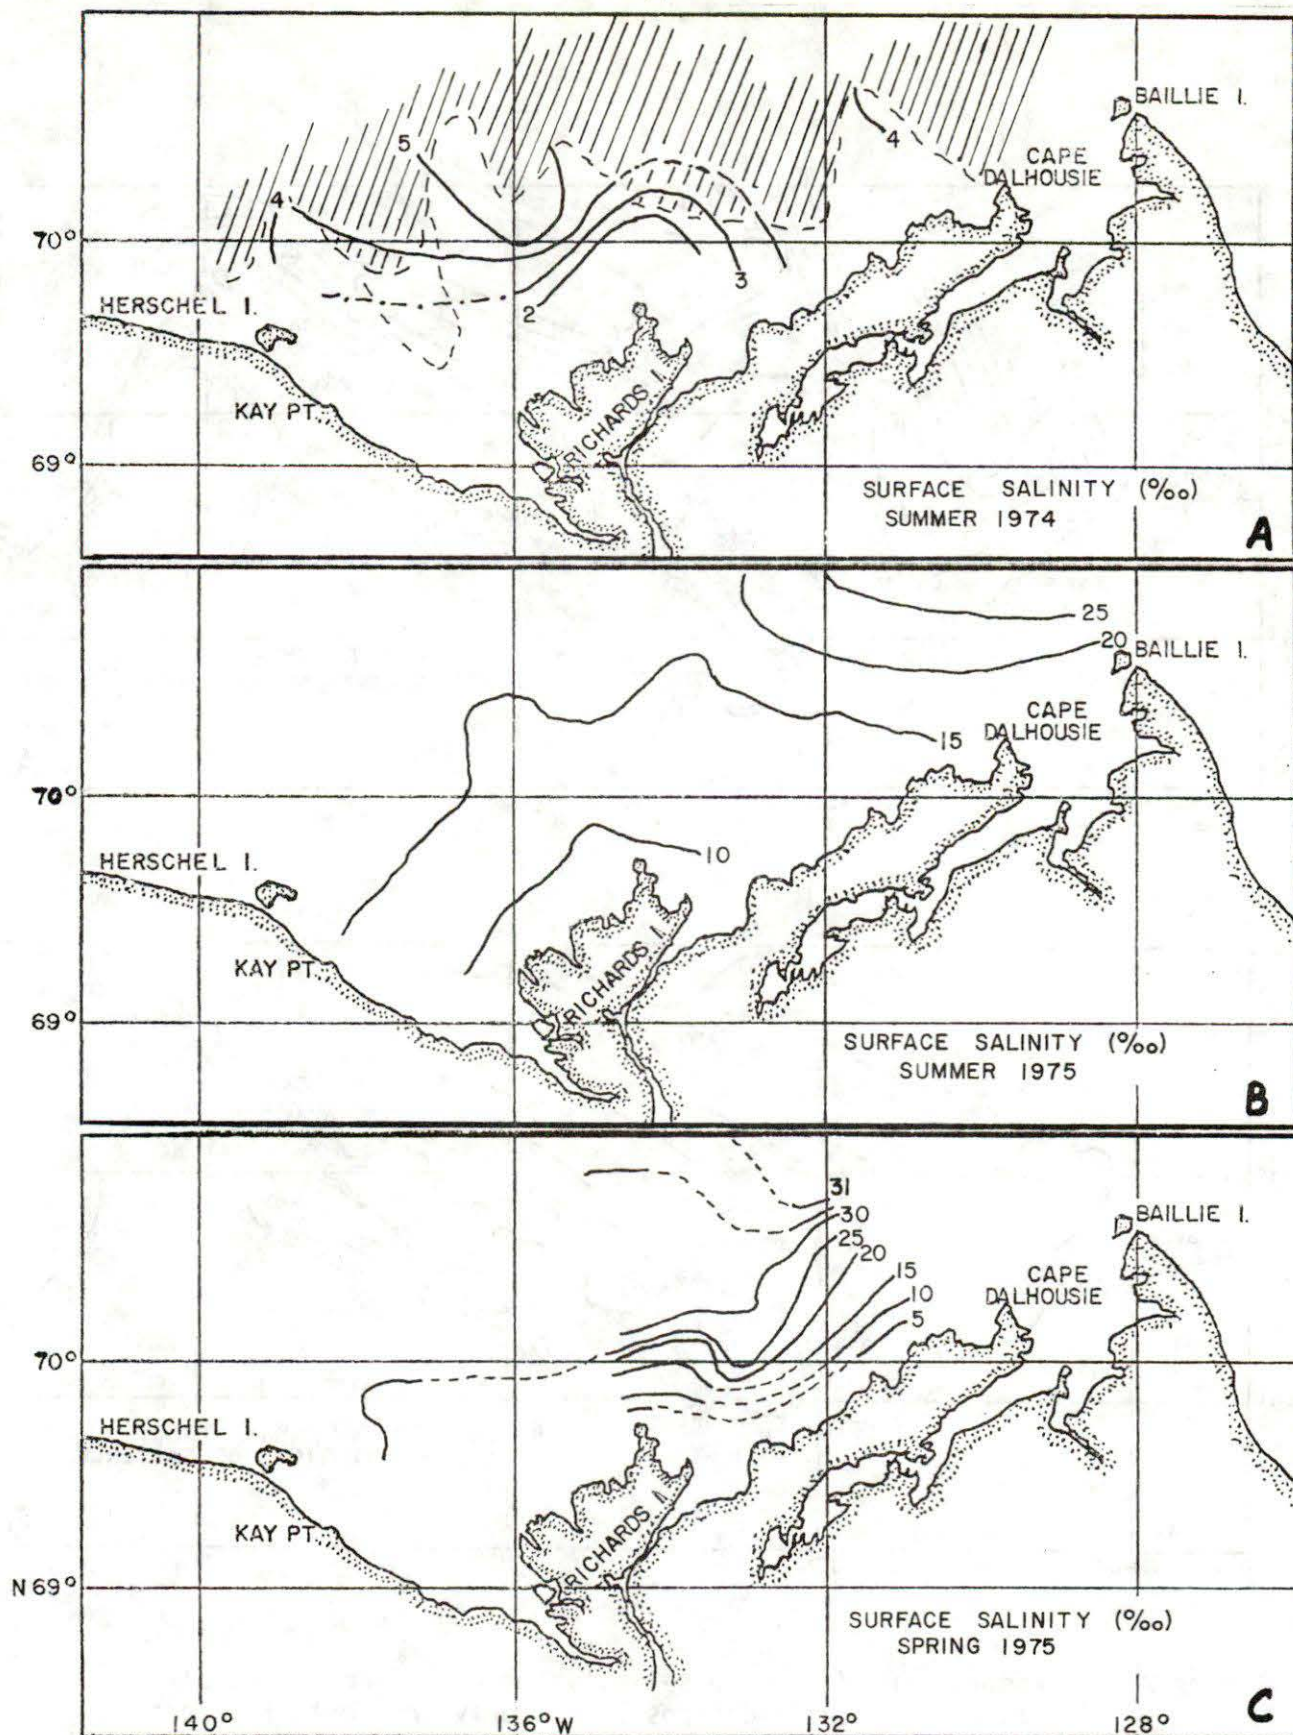 BAILLIE I.
5
4
CAPE
DALHOUSIE
4
70°
3
HERSCHEL I.
2
KAY PT.
RICHARDS I.
69°
SURFACE SALINITY (‰)
SUMMER 1974
A
25
20
BAILLIE I.
CAPE
DALHOUSIE
15
70°
HERSCHEL I.
10
KAY PT.
RICHARDS I.
69°
SURFACE SALINITY (‰)
SUMMER 1975
B
31
30
BAILLIE I.
25
20
15
CAPE
DALHOUSIE
10
5
70°
HERSCHEL I.
KAY PT.
RICHARDS I.
N 69°
SURFACE SALINITY (‰)
SPRING 1975
C
140° 136° W 132° 128°